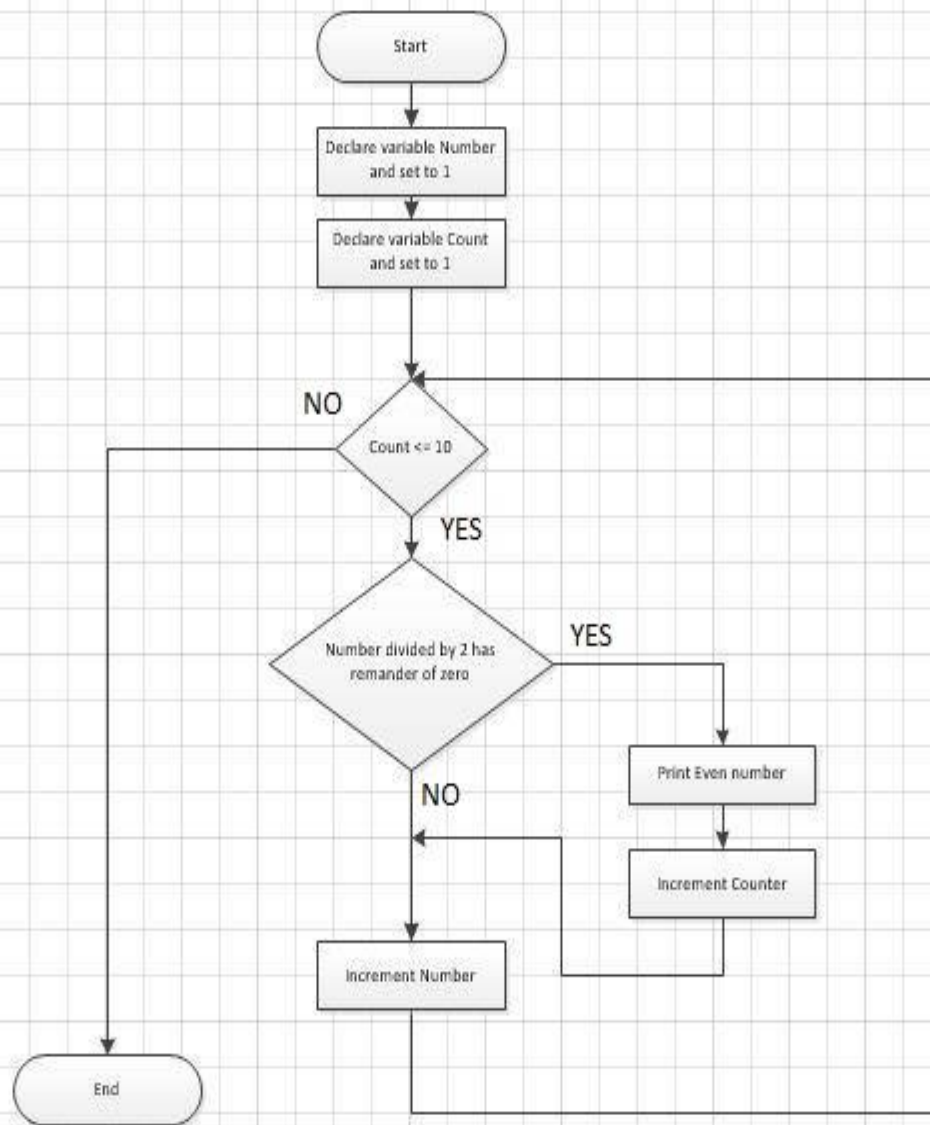 Start
Declare variable Number
and set to 1
Declare variable Count
and set to 1
NO
Count <= 10
YES
YES
Number divided by 2 has
remander of zero
Print Even number
NO
Increment Counter
Increment Number
End